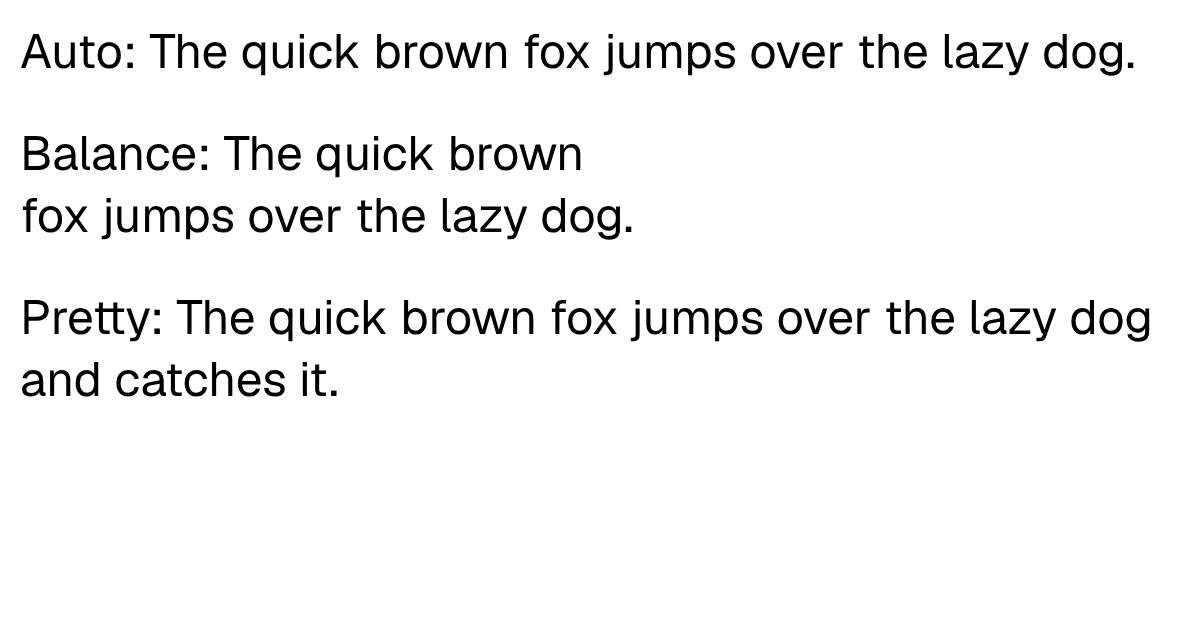 Auto: The quick brown fox jumps over the lazy dog.
Balance: The quick brown
fox jumps over the lazy dog.
Pretty: The quick brown fox jumps over the lazy dog
and catches it.